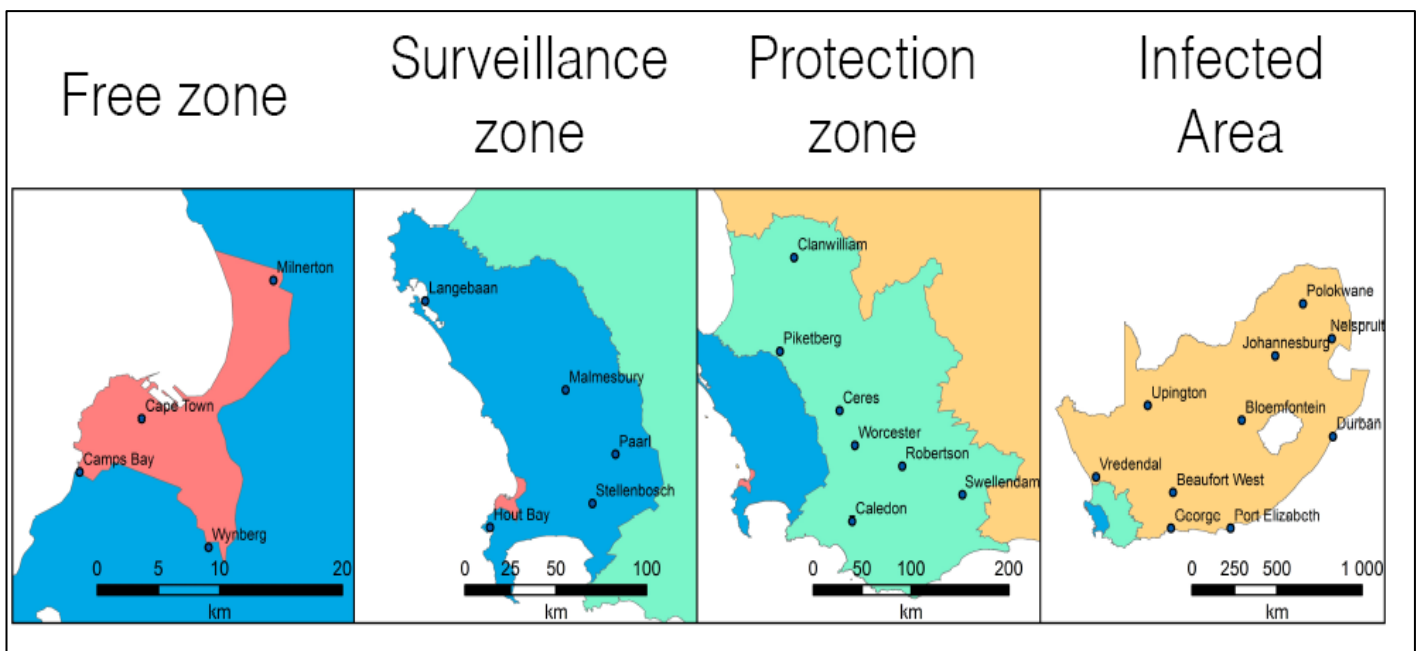 Free zone
Surveillance
zone
Protection
zone
Infected
Area
Milnerton
Cape Town
Camps Bay
Wynberg
0 5 10 20
km
Langebaan
Malmesbury
Paarl
Stellenbosch
Hout Bay
0 25 50 100
km
Clanwilliam
Piketberg
Ceres
Worcester
Robertson
Swellendam
Caledon
0 50 100 200
km
Polokwane
Nelspruit
Johannesburg
Upington
Bloemfontein
Durban
Vredendal
Beaufort West
George
Port Elizabeth
0 250 500 1000
km